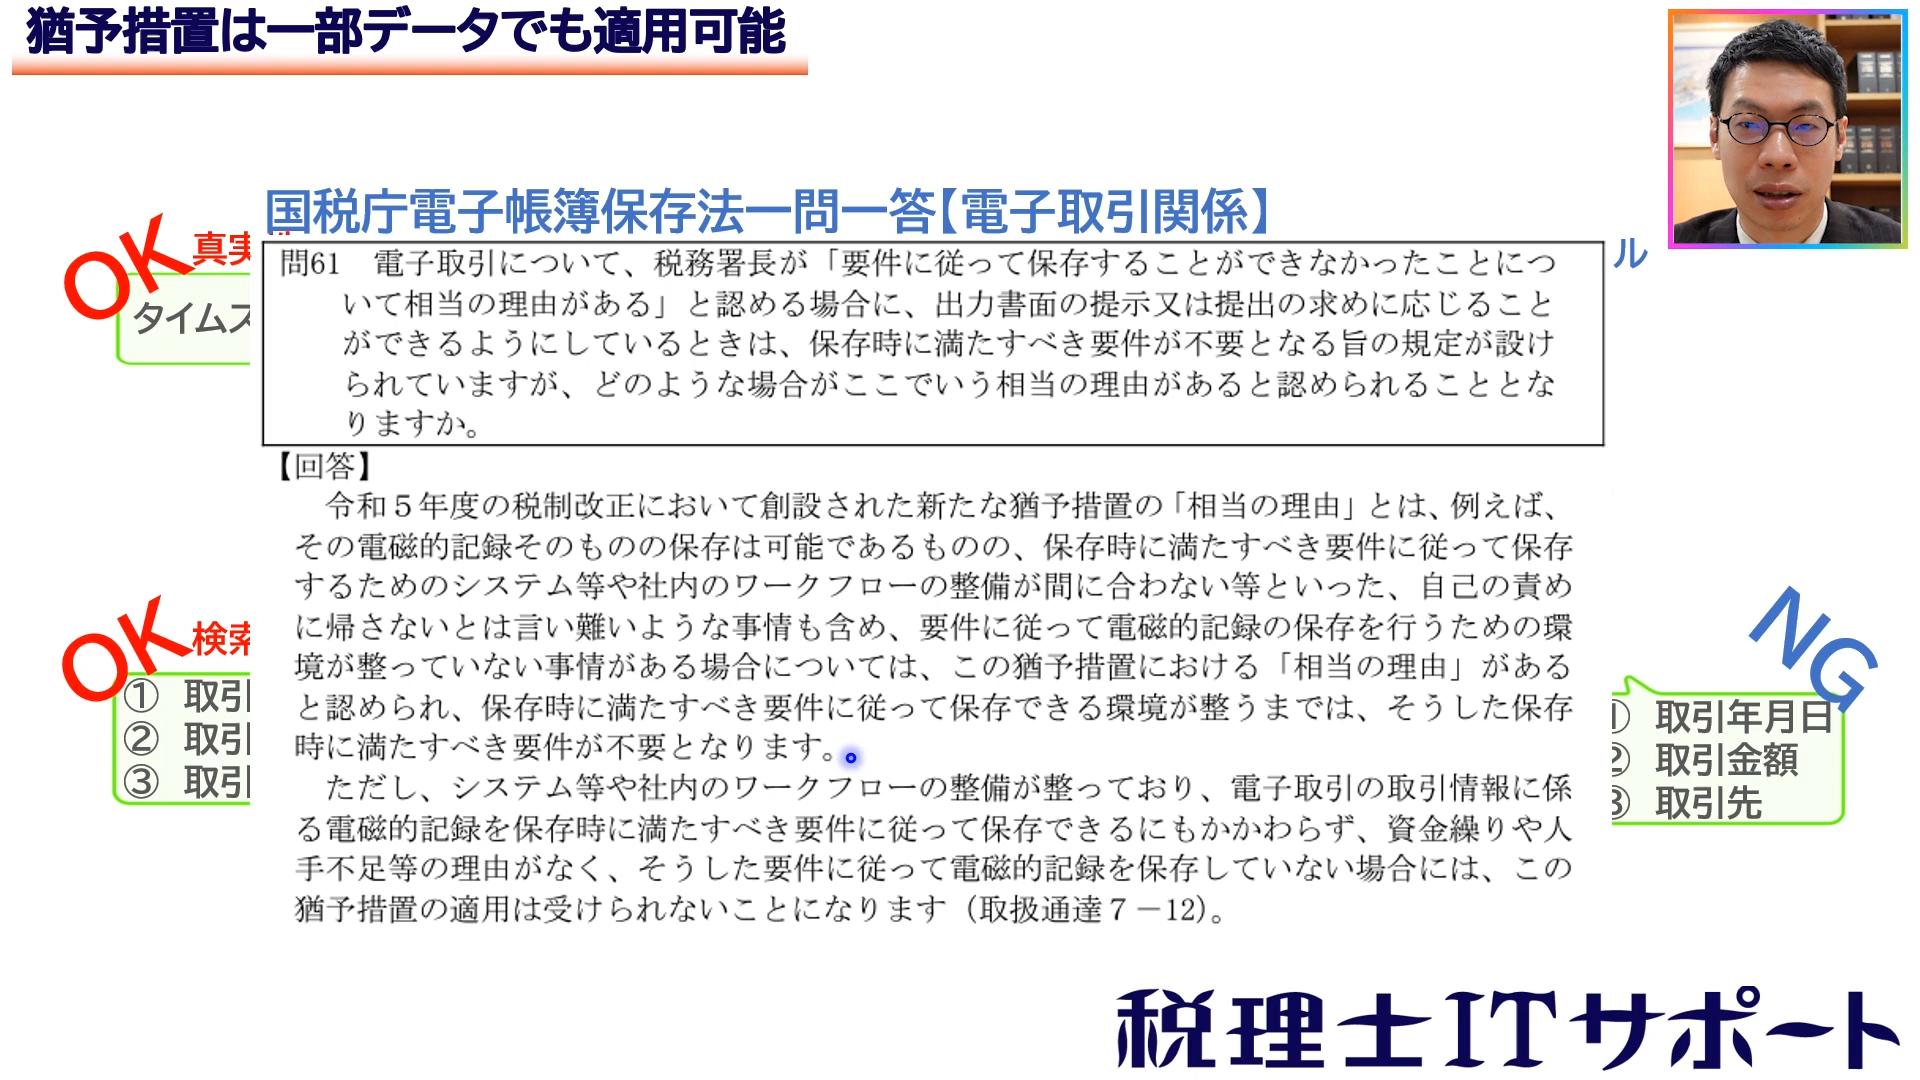 猶予措置は一部データでも適用可能
国税庁電子帳簿保存法一問一答【電子取引関係】
OK
真実
タイムス
ル
問61　電子取引について、税務署長が「要件に従って保存することができなかったことにつ
いて相当の理由がある」と認める場合に、出力書面の提示又は提出の求めに応じること
ができるようにしているときは、保存時に満たすべき要件が不要となる旨の規定が設け
られていますが、どのような場合がここでいう相当の理由があると認められることとな
りますか。
【回答】
令和５年度の税制改正において創設された新たな猶予措置の「相当の理由」とは、例えば、
その電磁的記録そのものの保存は可能であるものの、保存時に満たすべき要件に従って保存
するためのシステム等や社内のワークフローの整備が間に合わない等といった、自己の責め
に帰さないとは言い難いような事情も含め、要件に従って電磁的記録の保存を行うための環
境が整っていない事情がある場合については、この猶予措置における「相当の理由」がある
と認められ、保存時に満たすべき要件に従って保存できる環境が整うまでは、そうした保存
時に満たすべき要件が不要となります。
ただし、システム等や社内のワークフローの整備が整っており、電子取引の取引情報に係
る電磁的記録を保存時に満たすべき要件に従って保存できるにもかかわらず、資金繰りや人
手不足等の理由がなく、そうした要件に従って電磁的記録を保存していない場合には、この
猶予措置の適用は受けられないことになります（取扱通達７－12）。
OK
検索
① 取引
② 取引
③ 取引
NG
① 取引年月日
② 取引金額
③ 取引先
税理士ITサポート